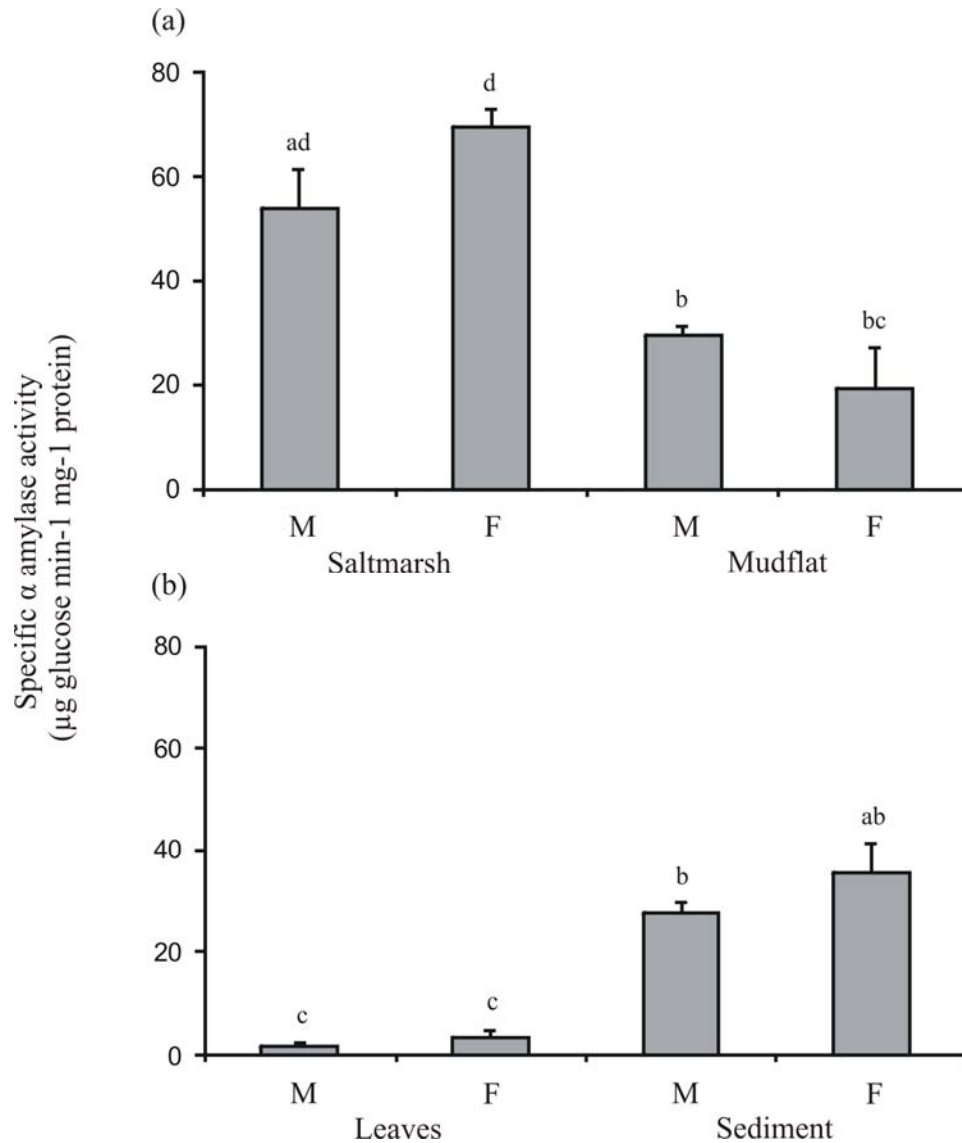 (a)
Specific α amylase activity
(µg glucose min-1 mg-1 protein)
80
60
40
20
0
ad
d
b
bc
M F M F
Saltmarsh Mudflat
(b)
80
60
40
20
0
c
c
b
ab
M F M F
Leaves Sediment